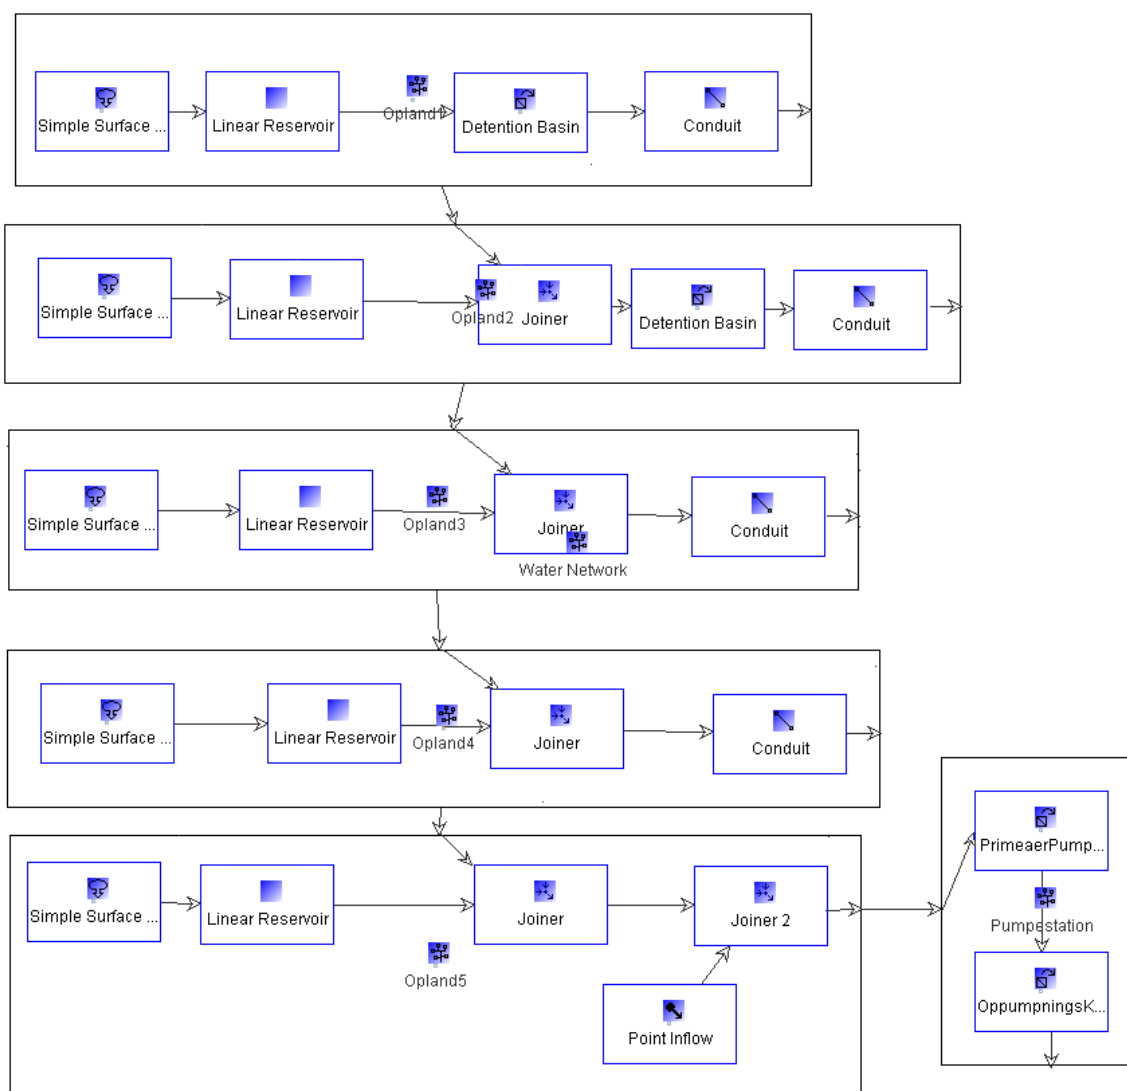 Simple Surface ...
Linear Reservoir
Opland1
Detention Basin
Conduit
Simple Surface ...
Linear Reservoir
Opland2
Joiner
Detention Basin
Conduit
Simple Surface ...
Linear Reservoir
Opland3
Joiner
Conduit
Water Network
Simple Surface ...
Linear Reservoir
Opland4
Joiner
Conduit
PrimeaerPump...
Simple Surface ...
Linear Reservoir
Joiner
Joiner 2
Pumpestation
Opland5
OppumpningsK...
Point Inflow